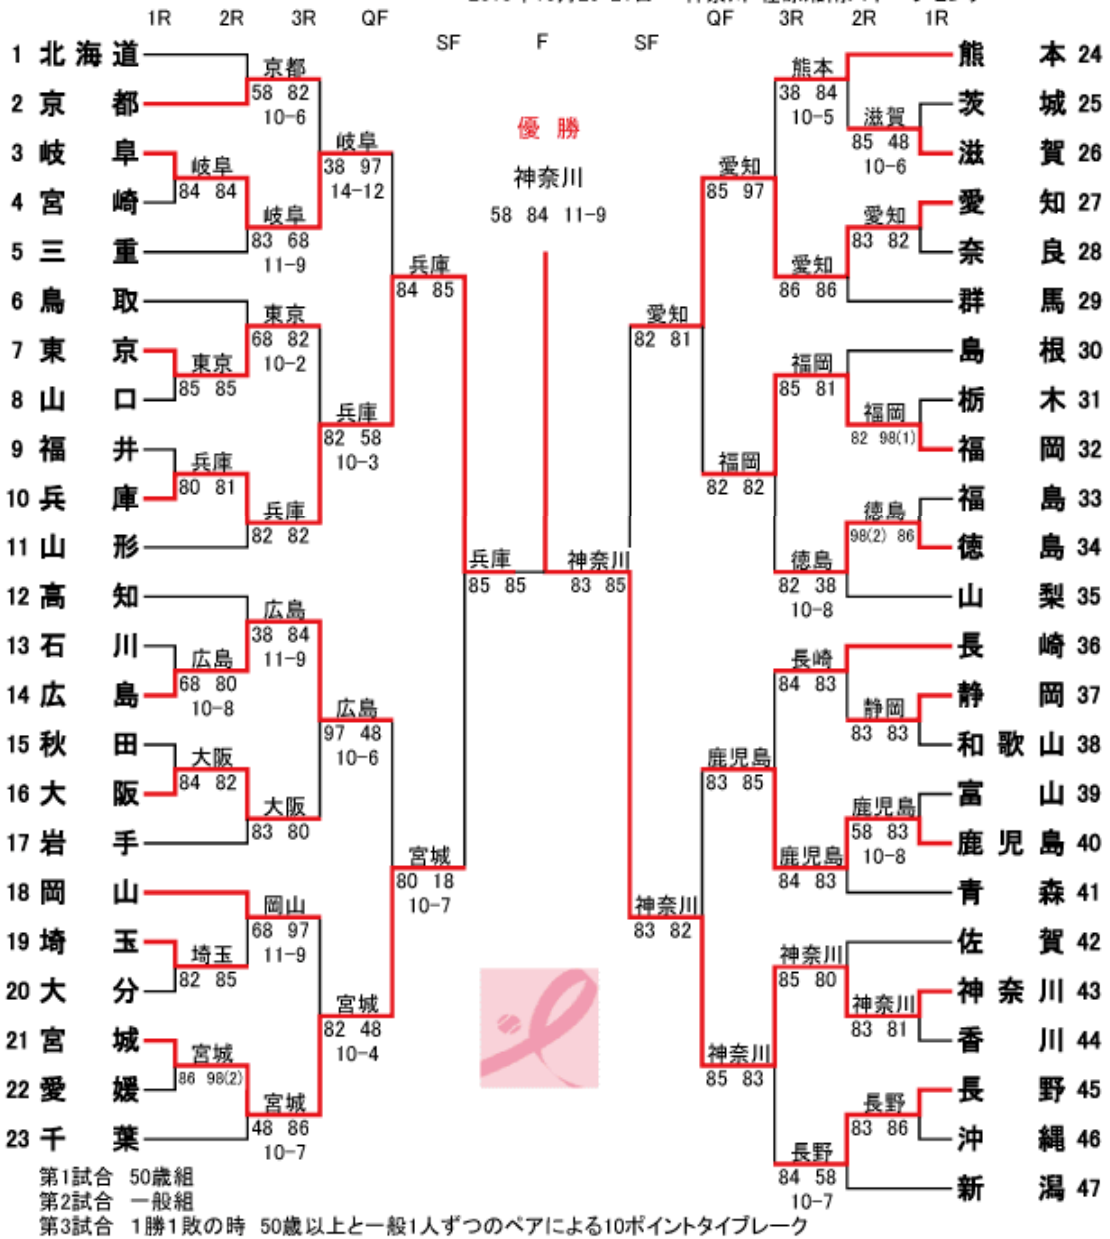 1R 2R 3R QF SF F SF QF 3R 2R 1R
優 勝
神奈川
58 84 11-9
1 北海道
2 京都
3 岐阜
4 宮崎
5 三重
6 鳥取
7 東京
8 山口
9 福井
10 兵庫
11 山形
12 高知
13 石川
14 広島
15 秋田
16 大阪
17 岩手
18 岡山
19 埼玉
20 大分
21 宮城
22 愛媛
23 千葉
岐阜
84 84
東京
85 85
兵庫
80 81
広島
68 80
10-8
大阪
84 82
埼玉
82 85
宮城
86 98(2)
京都
58 82
10-6
岐阜
83 68
11-9
東京
68 82
10-2
兵庫
82 82
広島
38 84
11-9
大阪
83 80
岡山
68 97
11-9
宮城
48 86
10-7
岐阜
38 97
14-12
兵庫
82 58
10-3
広島
97 48
10-6
宮城
82 48
10-4
兵庫
84 85
宮城
80 18
10-7
兵庫
85 85
神奈川
83 85
愛知
82 81
神奈川
83 82
愛知
85 97
福岡
82 82
鹿児島
83 85
神奈川
85 83
熊本
38 84
10-5
愛知
86 86
福岡
85 81
徳島
82 38
10-8
長崎
84 83
鹿児島
84 83
神奈川
85 80
長野
84 58
10-7
滋賀
85 48
10-6
愛知
83 82
福岡
82 98(1)
徳島
98(2) 86
静岡
83 83
鹿児島
58 83
10-8
神奈川
83 81
長野
83 86
熊本 24
茨城 25
滋賀 26
愛知 27
奈良 28
群馬 29
島根 30
栃木 31
福岡 32
福島 33
徳島 34
山梨 35
長崎 36
静岡 37
和歌山 38
富山 39
鹿児島 40
青森 41
佐賀 42
神奈川 43
香川 44
長野 45
沖縄 46
新潟 47
第1試合 50歳組
第2試合 一般組
第3試合 1勝1敗の時 50歳以上と一般1人ずつのペアによる10ポイントタイブレーク